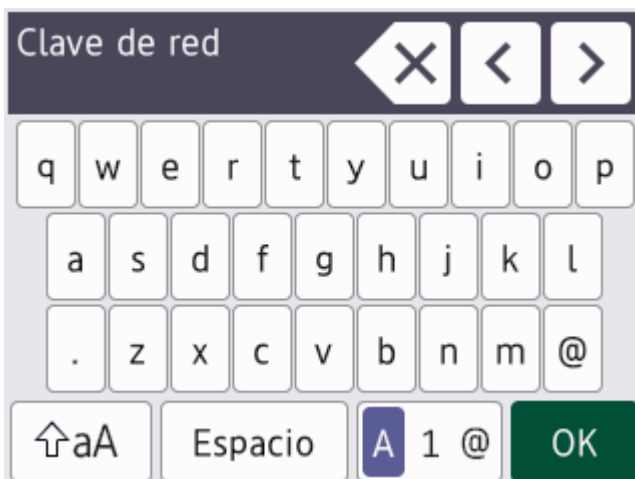 Clave de red
q w e r t y u i o p
a s d f g h j k l
. z x c v b n m @
aA Espacio A 1 @ OK